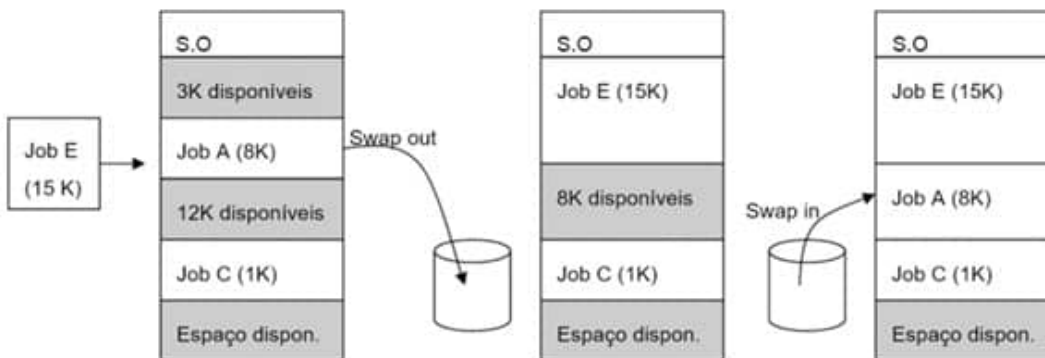 Job E
(15 K)
S.O
3K disponíveis
Job A (8K)
12K disponíveis
Job C (1K)
Espaço dispon.
Swap out
S.O
Job E (15K)
8K disponíveis
Job C (1K)
Espaço dispon.
Swap in
S.O
Job E (15K)
Job A (8K)
Job C (1K)
Espaço dispon.